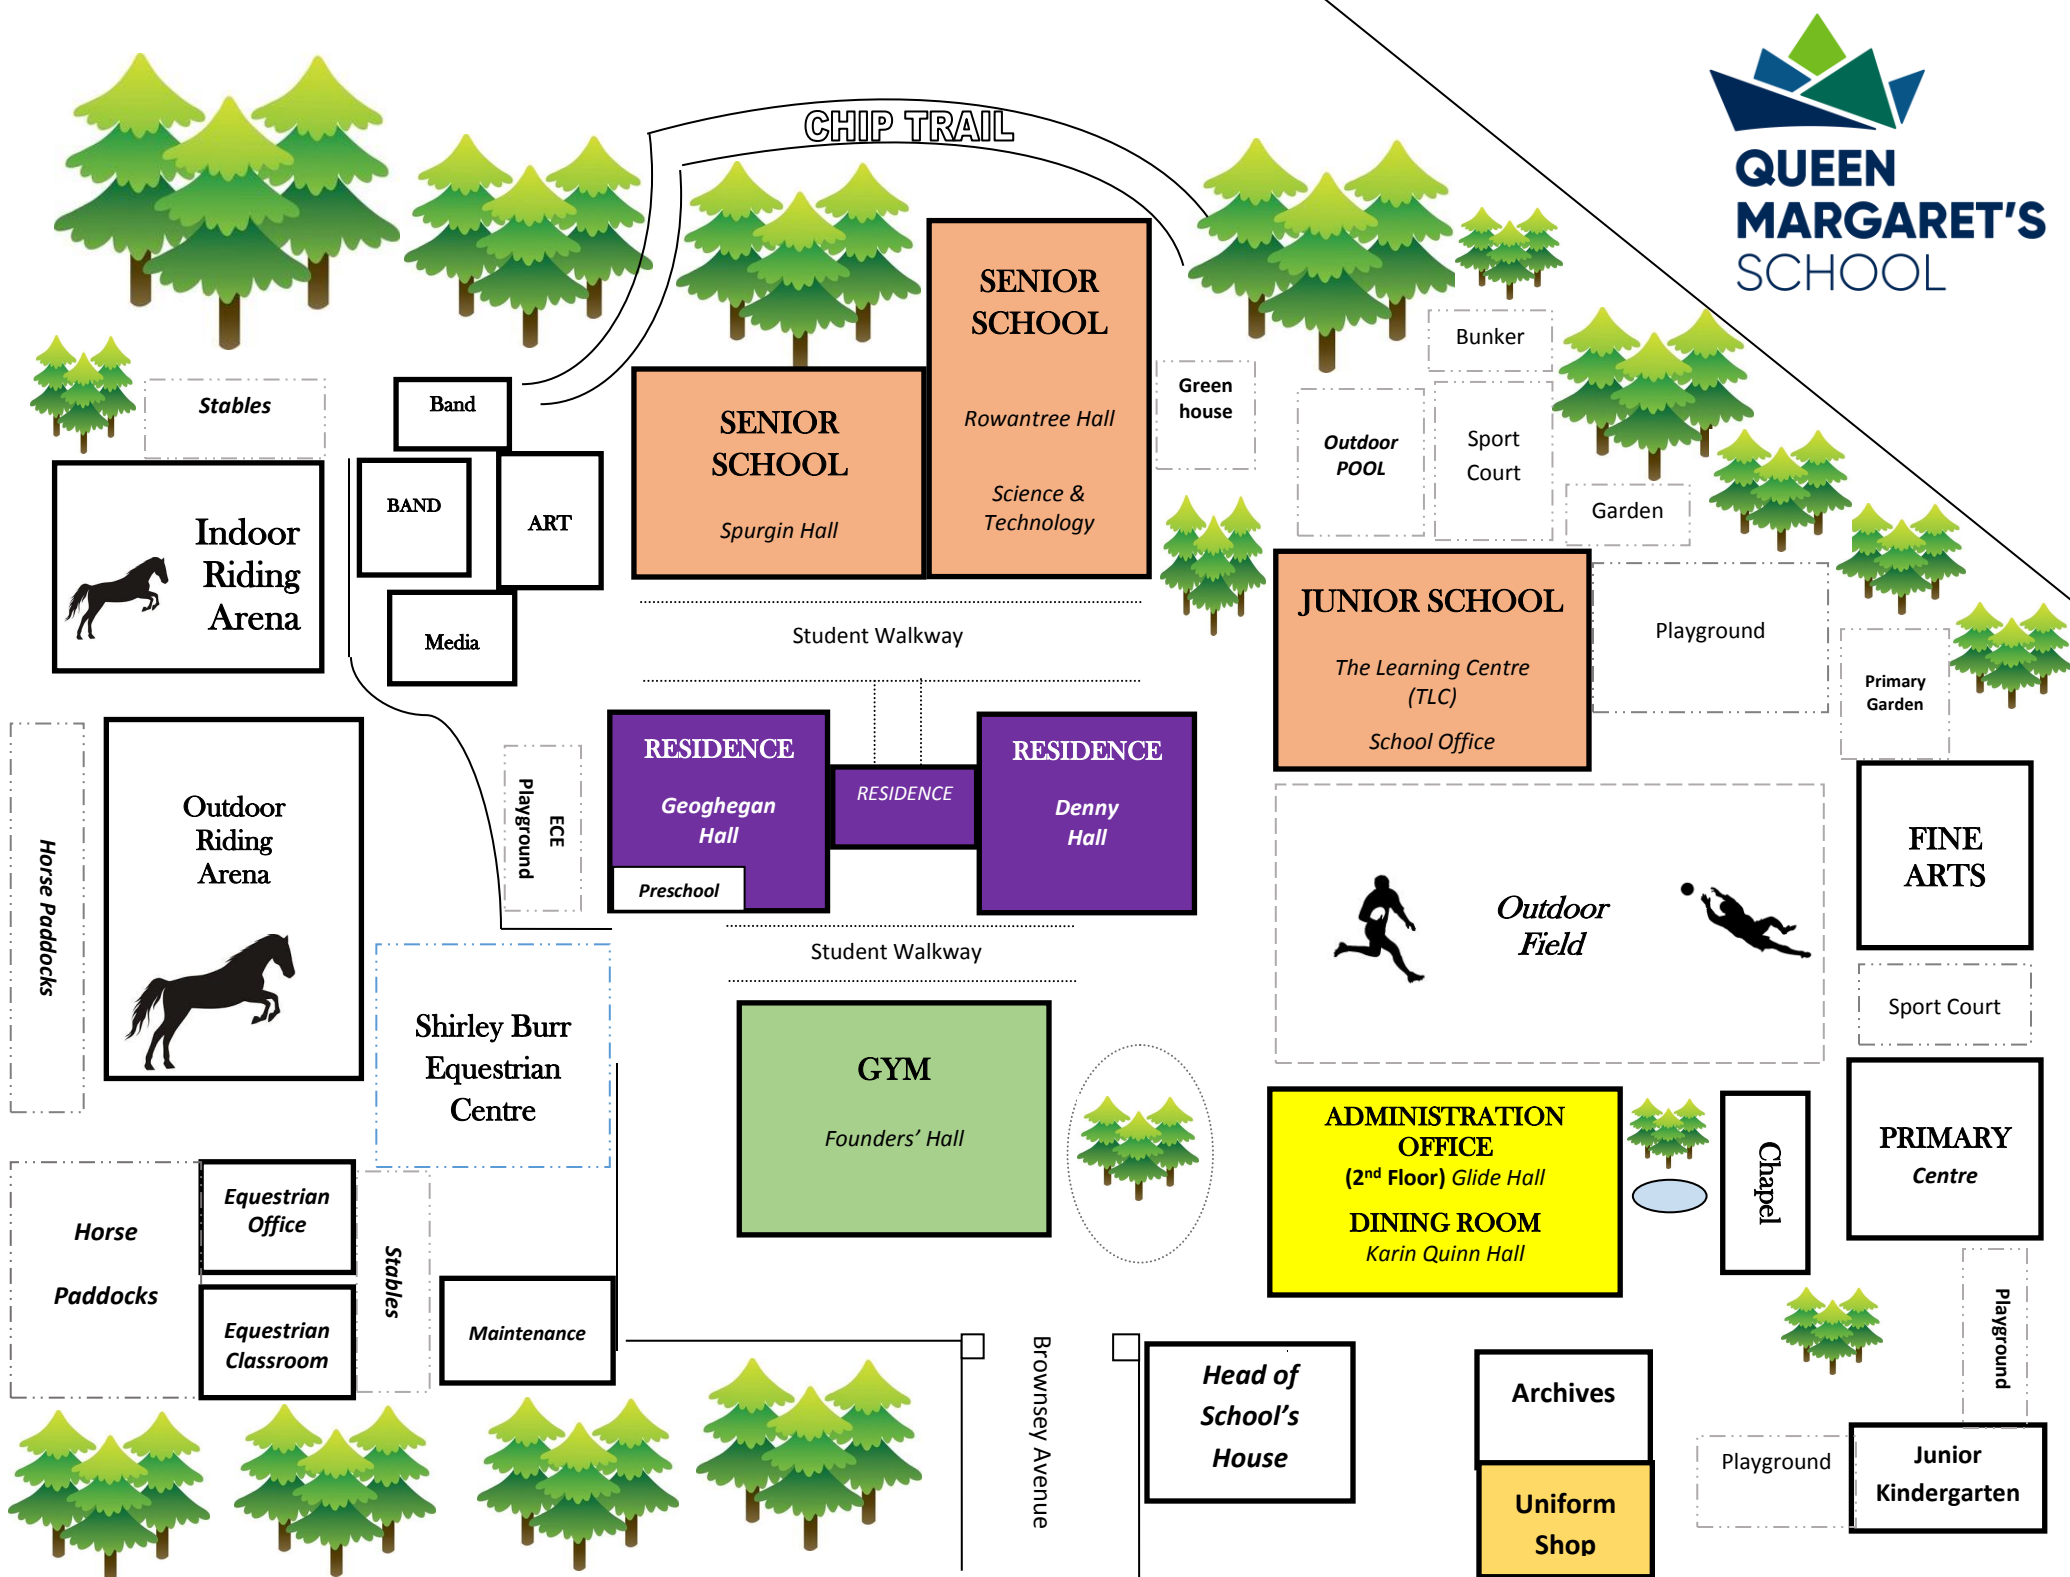 CHIP TRAIL
QUEEN
MARGARET'S
SCHOOL
SENIOR
SCHOOL
Rowantree Hall
Science &
Technology
Bunker
Green
house
Stables
Band
SENIOR
SCHOOL
Spurgin Hall
Outdoor
POOL
Sport
Court
Garden
Indoor
Riding
Arena
BAND
ART
Media
Student Walkway
JUNIOR SCHOOL
The Learning Centre
(TLC)
School Office
Playground
Primary
Garden
Horse Paddocks
Outdoor
Riding
Arena
ECE
Playground
RESIDENCE
Geoghegan
Hall
Preschool
RESIDENCE
RESIDENCE
Denny
Hall
Outdoor
Field
FINE
ARTS
Student Walkway
Sport Court
Shirley Burr
Equestrian
Centre
GYM
Founders’ Hall
ADMINISTRATION
OFFICE
(2nd Floor) Glide Hall
DINING ROOM
Karin Quinn Hall
Chapel
PRIMARY
Centre
Horse
Paddocks
Equestrian
Office
Equestrian
Classroom
Stables
Maintenance
Brownsey Avenue
Head of
School’s
House
Archives
Uniform
Shop
Playground
Playground
Junior
Kindergarten